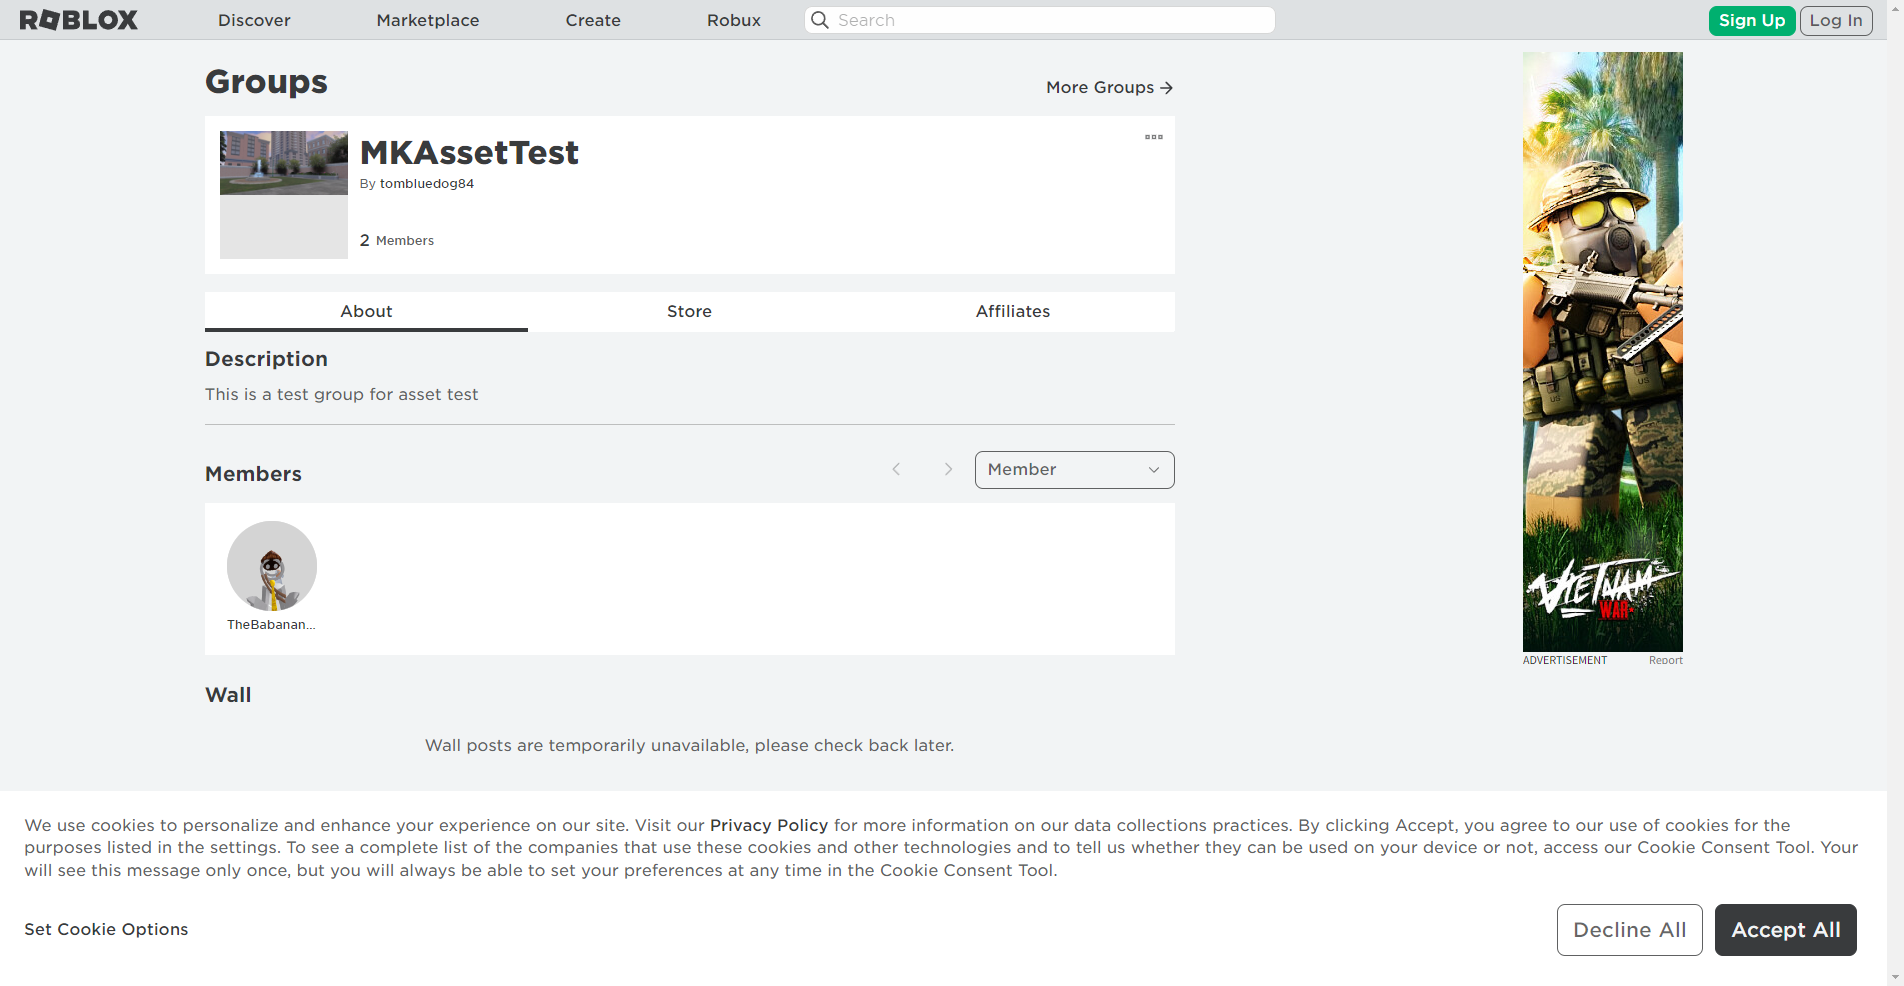 ROBLOX
Discover
Marketplace
Create
Robux
Search
Sign Up
Log In
Groups
More Groups
MKAssetTest
By tombluedog84
2 Members
About
Store
Affiliates
Description
This is a test group for asset test
Members
Member
TheBabanan...
Wall
Wall posts are temporarily unavailable, please check back later.
US
US
VIETNAM
WAR
ADVERTISEMENT
Report
We use cookies to personalize and enhance your experience on our site. Visit our Privacy Policy for more information on our data collections practices. By clicking Accept, you agree to our use of cookies for the
purposes listed in the settings. To see a complete list of the companies that use these cookies and other technologies and to tell us whether they can be used on your device or not, access our Cookie Consent Tool. Your
will see this message only once, but you will always be able to set your preferences at any time in the Cookie Consent Tool.
Set Cookie Options
Decline All
Accept All